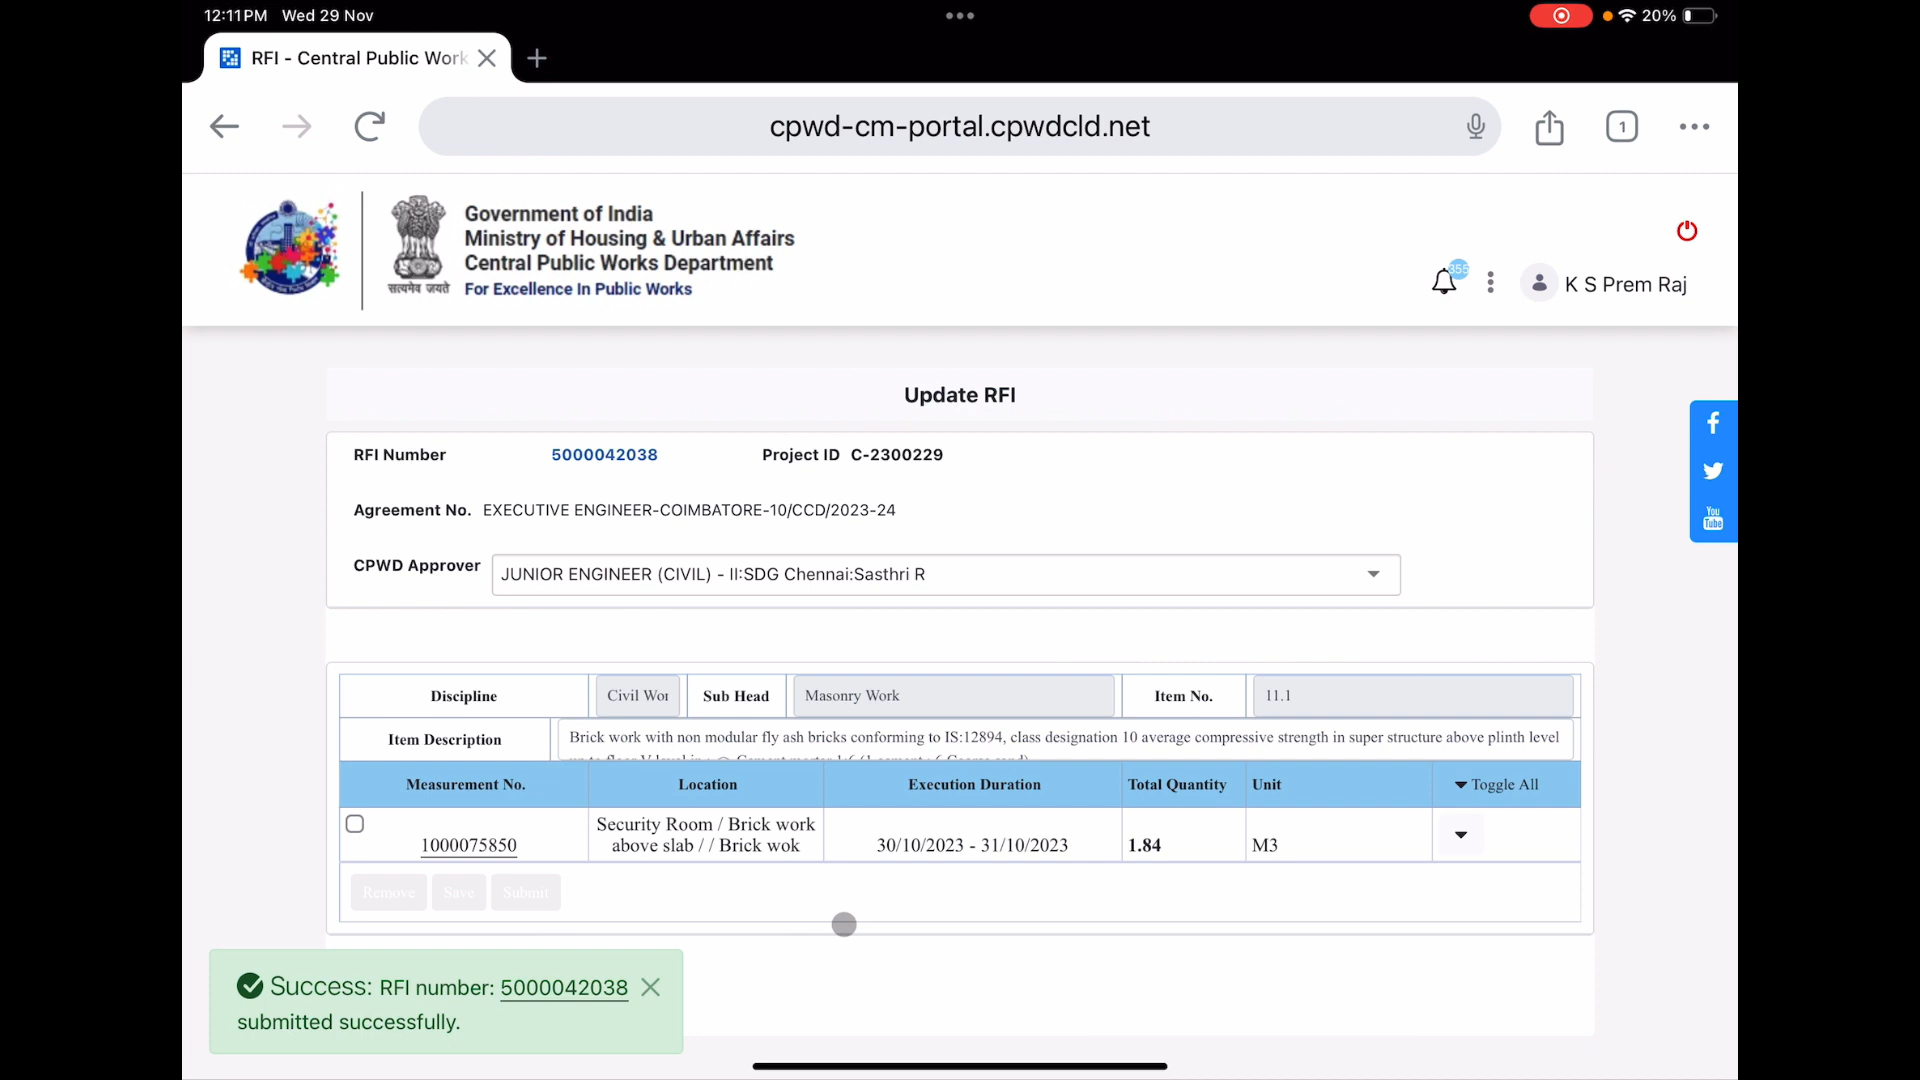 12:11 PM Wed 29 Nov
20%
RFI - Central Public Work
cpwd-cm-portal.cpwdcld.net
1
Government of India
Ministry of Housing & Urban Affairs
Central Public Works Department
सत्यमेव जयते For Excellence In Public Works
355
K S Prem Raj
Update RFI
RFI Number 5000042038 Project ID C-2300229
Agreement No. EXECUTIVE ENGINEER-COIMBATORE-10/CCD/2023-24
CPWD Approver JUNIOR ENGINEER (CIVIL) - II:SDG Chennai:Sasthri R
You
Tube
Discipline Civil Wor Sub Head Masonry Work Item No. 11.1
Item Description Brick work with non modular fly ash bricks conforming to IS:12894, class designation 10 average compressive strength in super structure above plinth level
Measurement No. Location Execution Duration Total Quantity Unit Toggle All
Security Room / Brick work
1000075850 above slab / / Brick wok 30/10/2023 - 31/10/2023 1.84 M3
Remove Save Submit
Success: RFI number: 5000042038
submitted successfully.